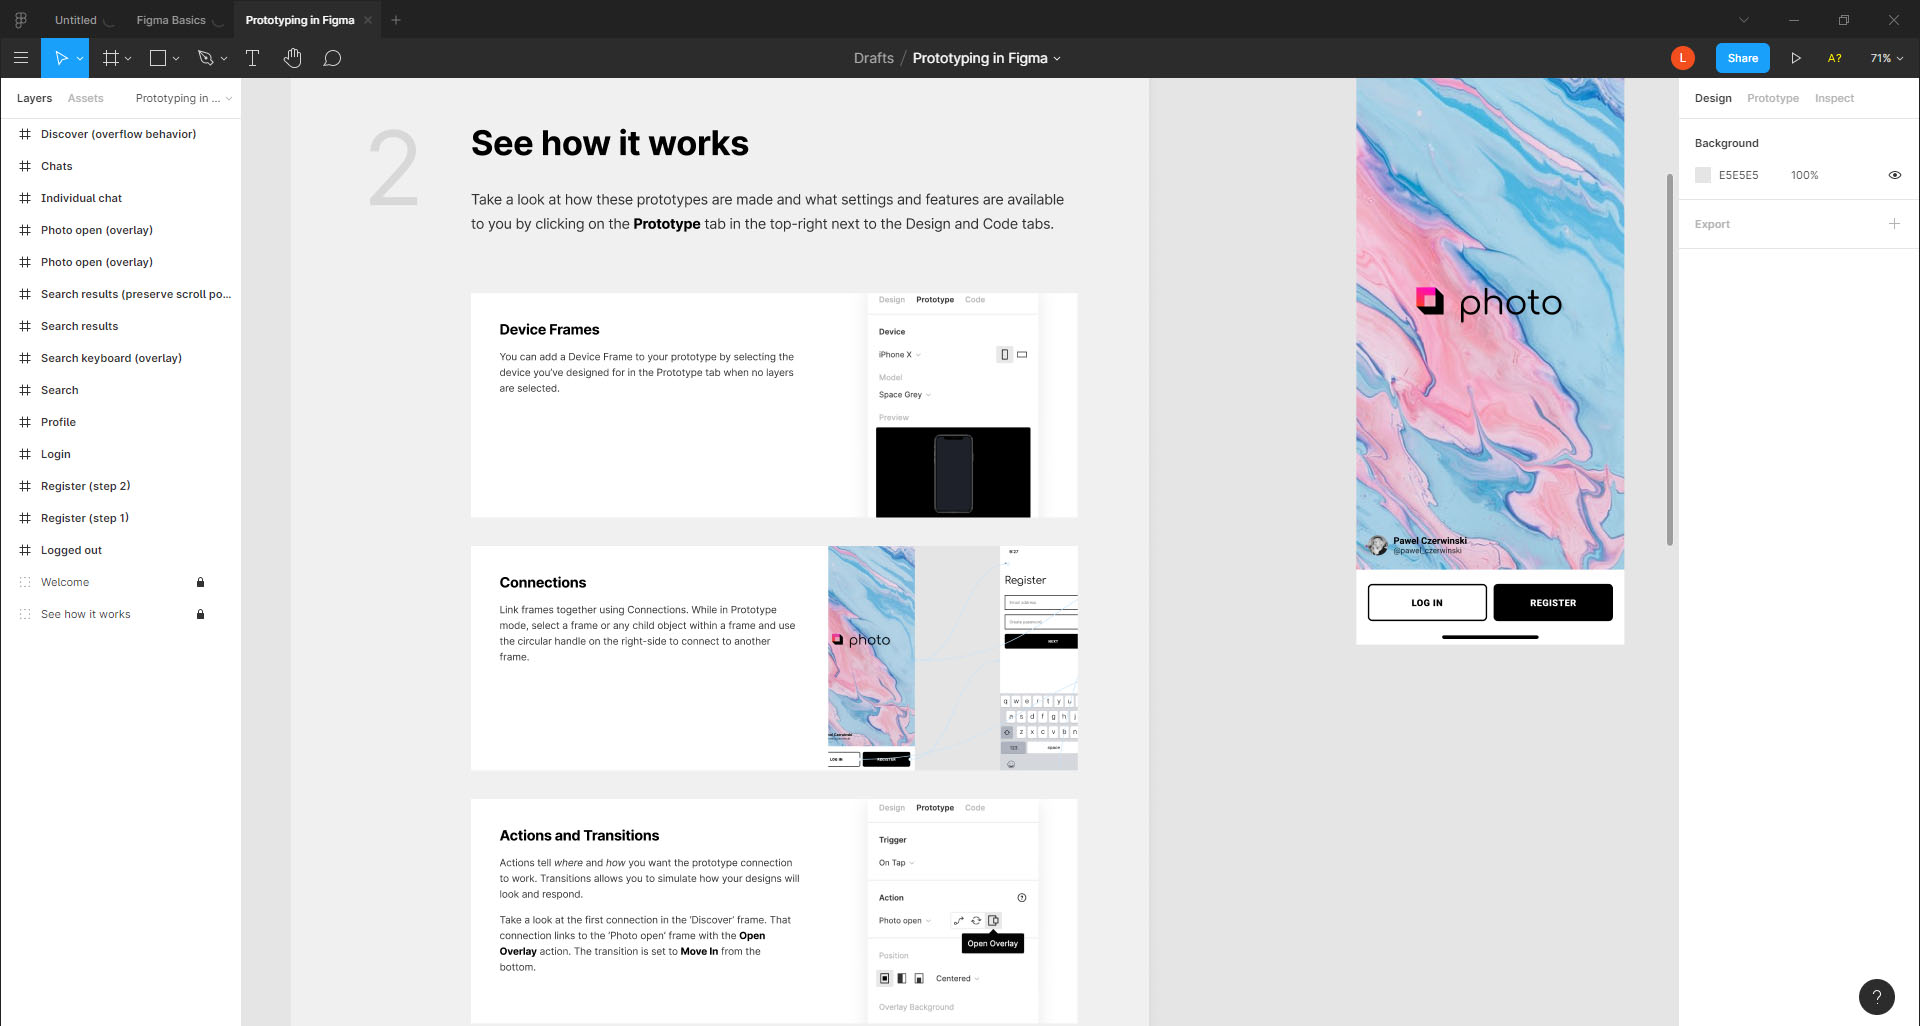 Untitled
Figma Basics
Prototyping in Figma
Drafts / Prototyping in Figma
L
Share
A?
71%
Layers
Assets
Prototyping in ...
Discover (overflow behavior)
Chats
Individual chat
Photo open (overlay)
Photo open (overlay)
Search results (preserve scroll po...
Search results
Search keyboard (overlay)
Search
Profile
Login
Register (step 2)
Register (step 1)
Logged out
Welcome
See how it works
2
See how it works
Take a look at how these prototypes are made and what settings and features are available
to you by clicking on the Prototype tab in the top-right next to the Design and Code tabs.
Device Frames
You can add a Device Frame to your prototype by selecting the
device you've designed for in the Prototype tab when no layers
are selected.
Design Prototype Code
Device
iPhone X
Model
Space Grey
Preview
Connections
Link frames together using Connections. While in Prototype
mode, select a frame or any child object within a frame and use
the circular handle on the right-side to connect to another
frame.
photo
LOG IN
REGISTER
9:27
Register
Email address
Create password
NEXT
q w e r t y u
a s d f g h j
z x c v b n
123 space
Actions and Transitions
Actions tell where and how you want the prototype connection
to work. Transitions allows you to simulate how your designs will
look and respond.
Take a look at the first connection in the 'Discover' frame. That
connection links to the 'Photo open' frame with the Open
Overlay action. The transition is set to Move In from the
bottom.
Design Prototype Code
Trigger
On Tap
Action
Photo open
Open Overlay
Position
Centered
Overlay Background
photo
Pawel Czerwinski
@pawel_czerwinski
LOG IN
REGISTER
Design
Prototype
Inspect
Background
E5E5E5
100%
Export
?